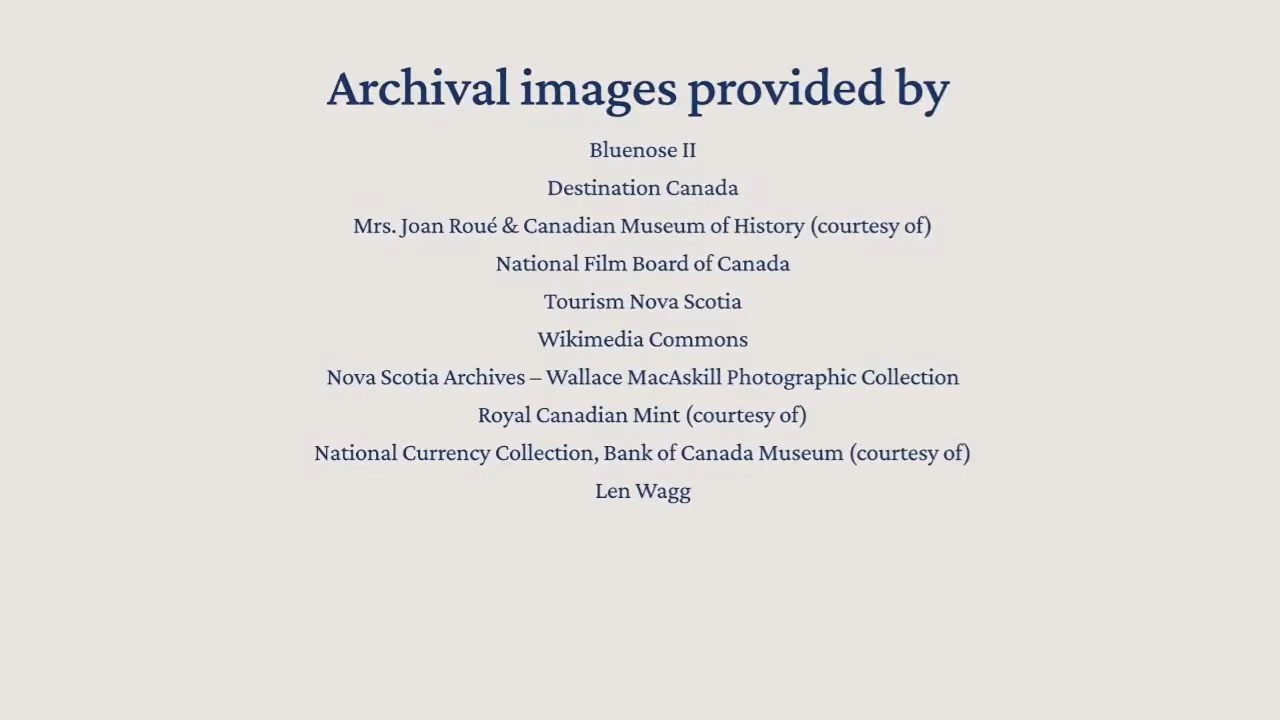 Archival images provided by
Bluenose II
Destination Canada
Mrs. Joan Roué & Canadian Museum of History (courtesy of)
National Film Board of Canada
Tourism Nova Scotia
Wikimedia Commons
Nova Scotia Archives – Wallace MacAskill Photographic Collection
Royal Canadian Mint (courtesy of)
National Currency Collection, Bank of Canada Museum (courtesy of)
Len Wagg